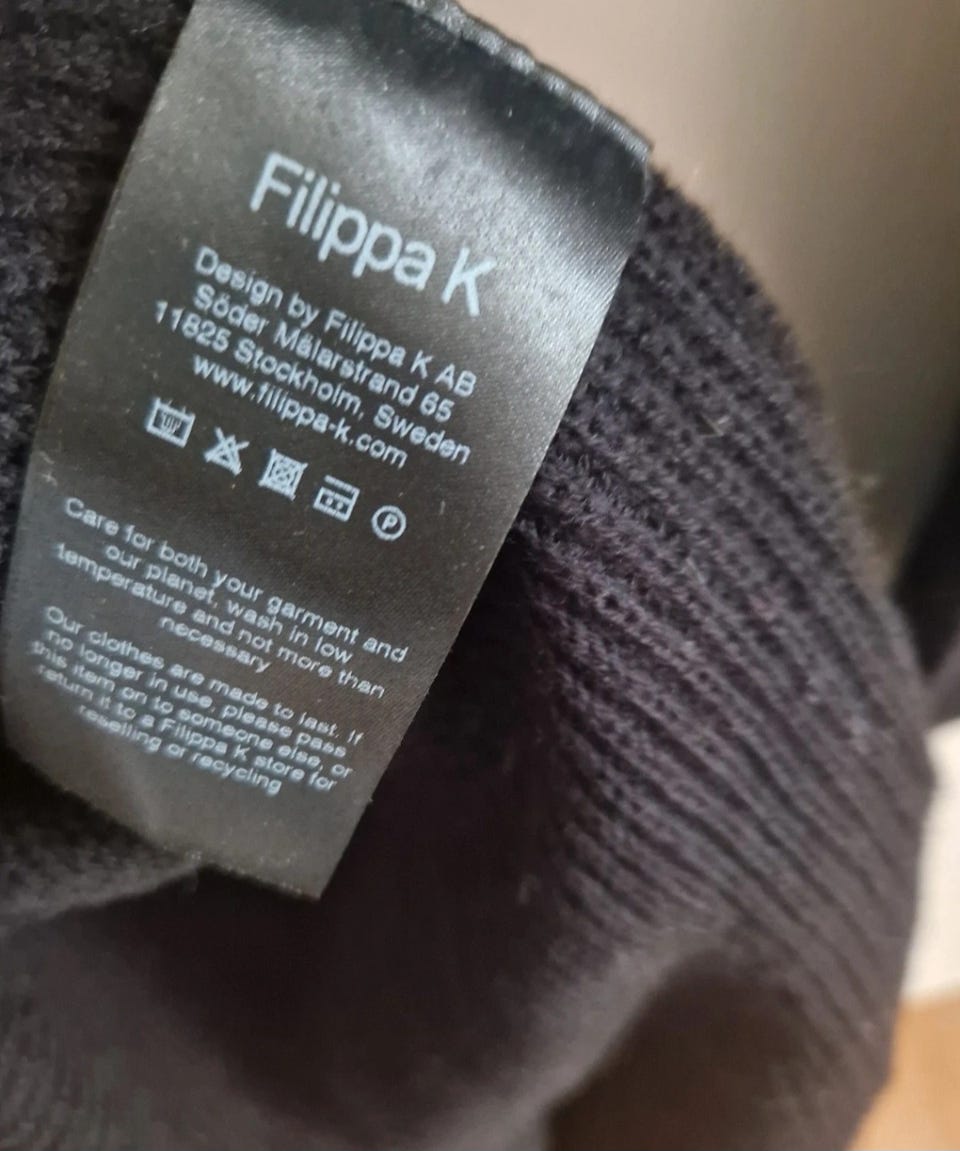 Filippa K
Design by Filippa K AB
Söder Mälarstrand 65
11825 Stockholm, Sweden
www.filippa-k.com
P
Care for both your garment and
our planet, wash in low
temperature and not more than
necessary
Our clothes are made to last. If
no longer in use, please pass
this item on to someone else, or
return it to a Filippa K store for
reselling or recycling